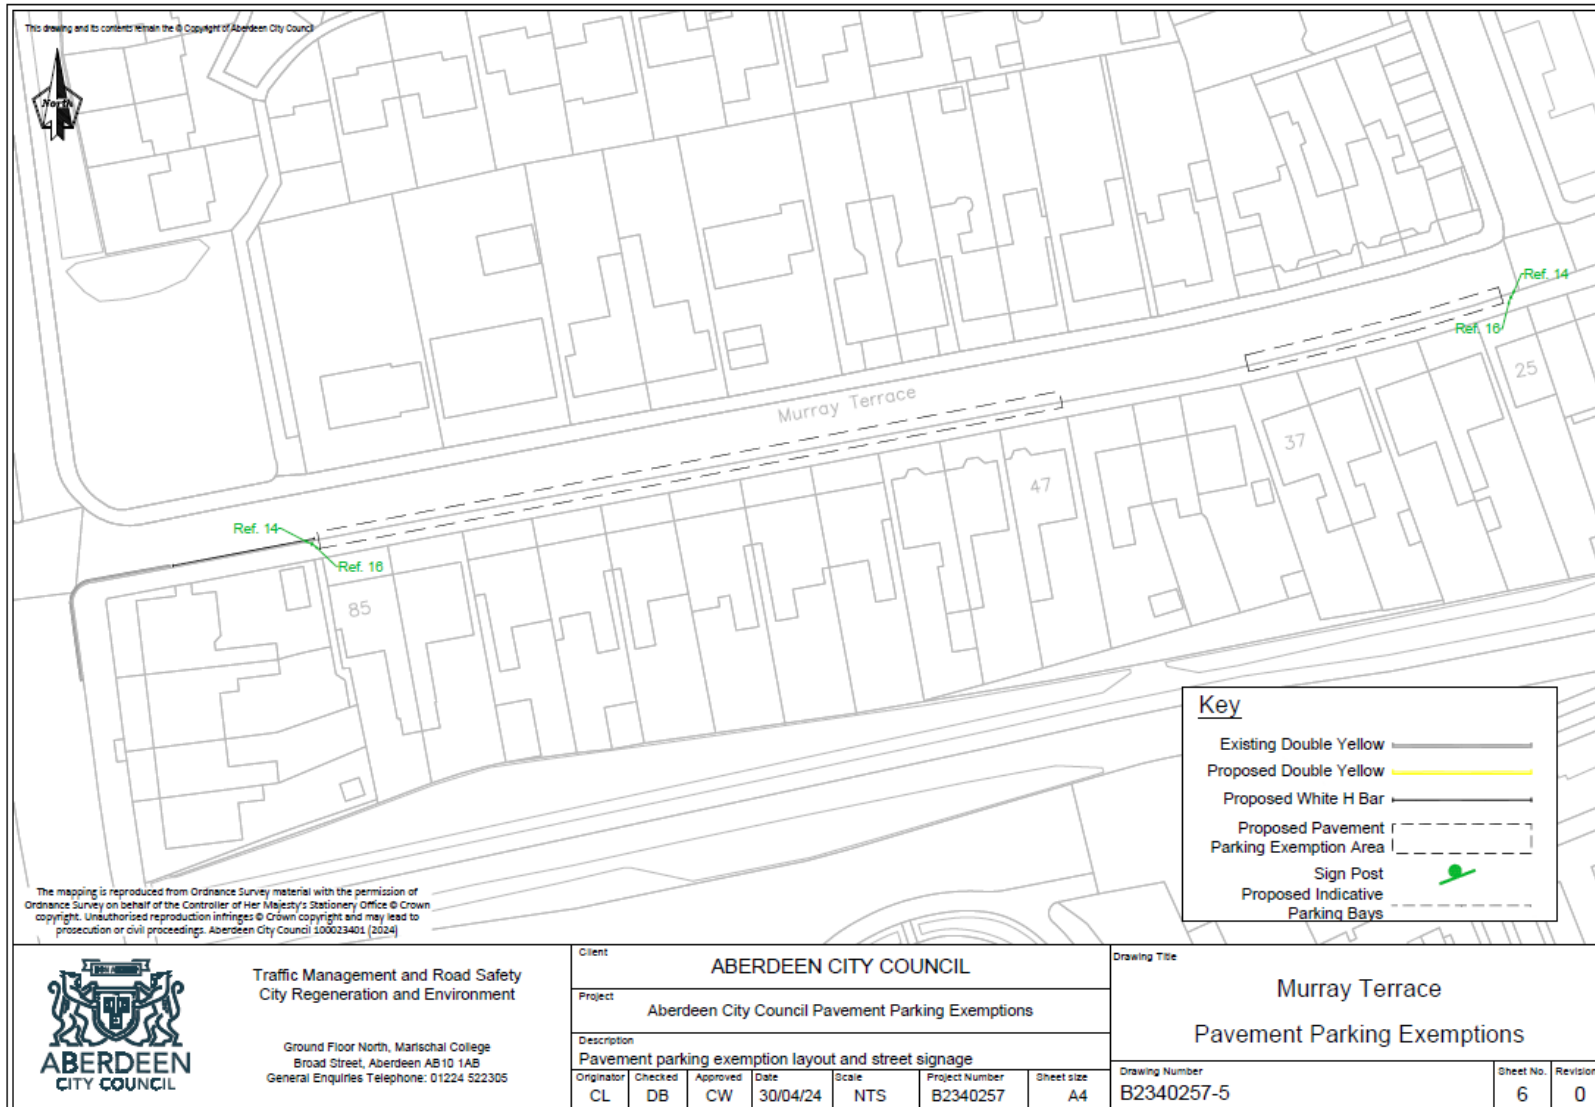 This drawing and its contents remain the © Copyright of Aberdeen City Council
North
Ref. 14
Ref. 16
25
Murray Terrace
37
47
Ref. 14
Ref. 16
85
Key
Existing Double Yellow
Proposed Double Yellow
Proposed White H Bar
Proposed Pavement
Parking Exemption Area
Sign Post
Proposed Indicative
Parking Bays
The mapping is reproduced from Ordnance Survey material with the permission of
Ordnance Survey on behalf of the Controller of Her Majesty's Stationery Office © Crown
copyright. Unauthorised reproduction infringes © Crown copyright and may lead to
prosecution or civil proceedings. Aberdeen City Council 100023401 (2024)
ABERDEEN
CITY COUNCIL
Traffic Management and Road Safety
City Regeneration and Environment
Ground Floor North, Marischal College
Broad Street, Aberdeen AB10 1AB
General Enquiries Telephone: 01224 522305
Client
ABERDEEN CITY COUNCIL
Project
Aberdeen City Council Pavement Parking Exemptions
Description
Pavement parking exemption layout and street signage
Originator Checked Approved Date Scale Project Number Sheet size
CL DB CW 30/04/24 NTS B2340257 A4
Drawing Title
Murray Terrace
Pavement Parking Exemptions
Drawing Number Sheet No. Revision
B2340257-5 6 0